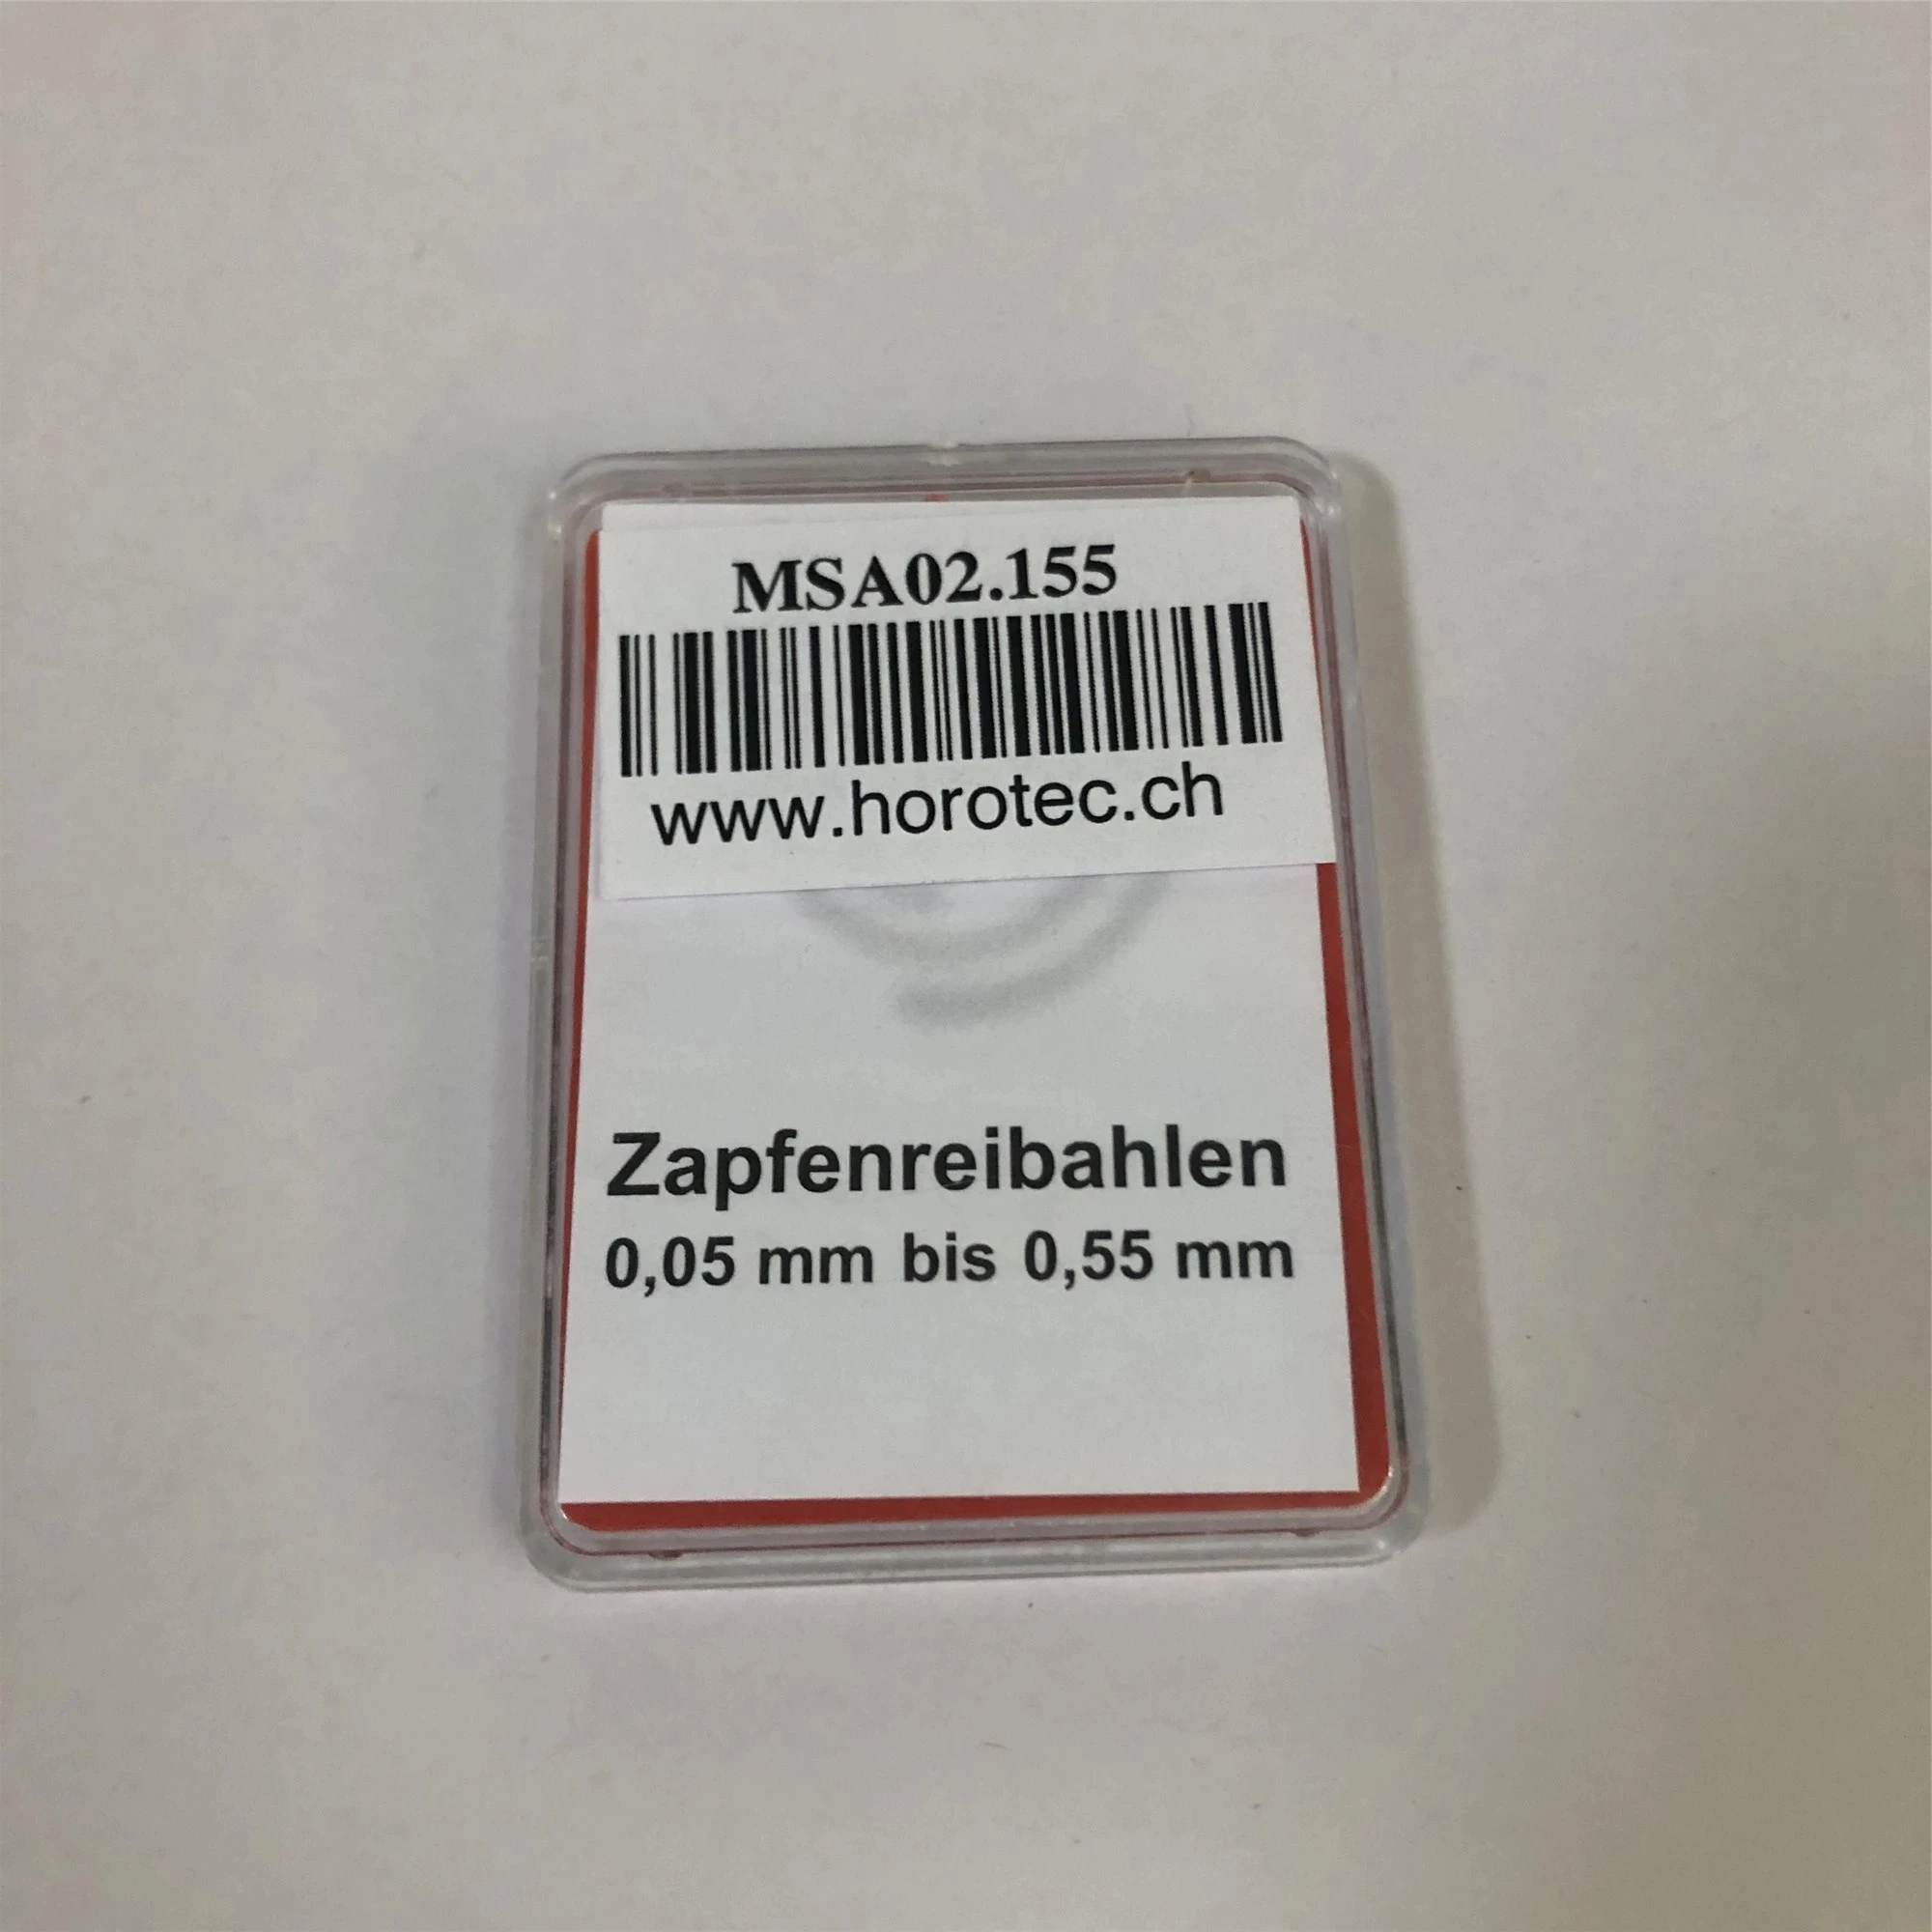 MSA02.155
www.horotec.ch
Zapfenreibahlen
0,05 mm bis 0,55 mm